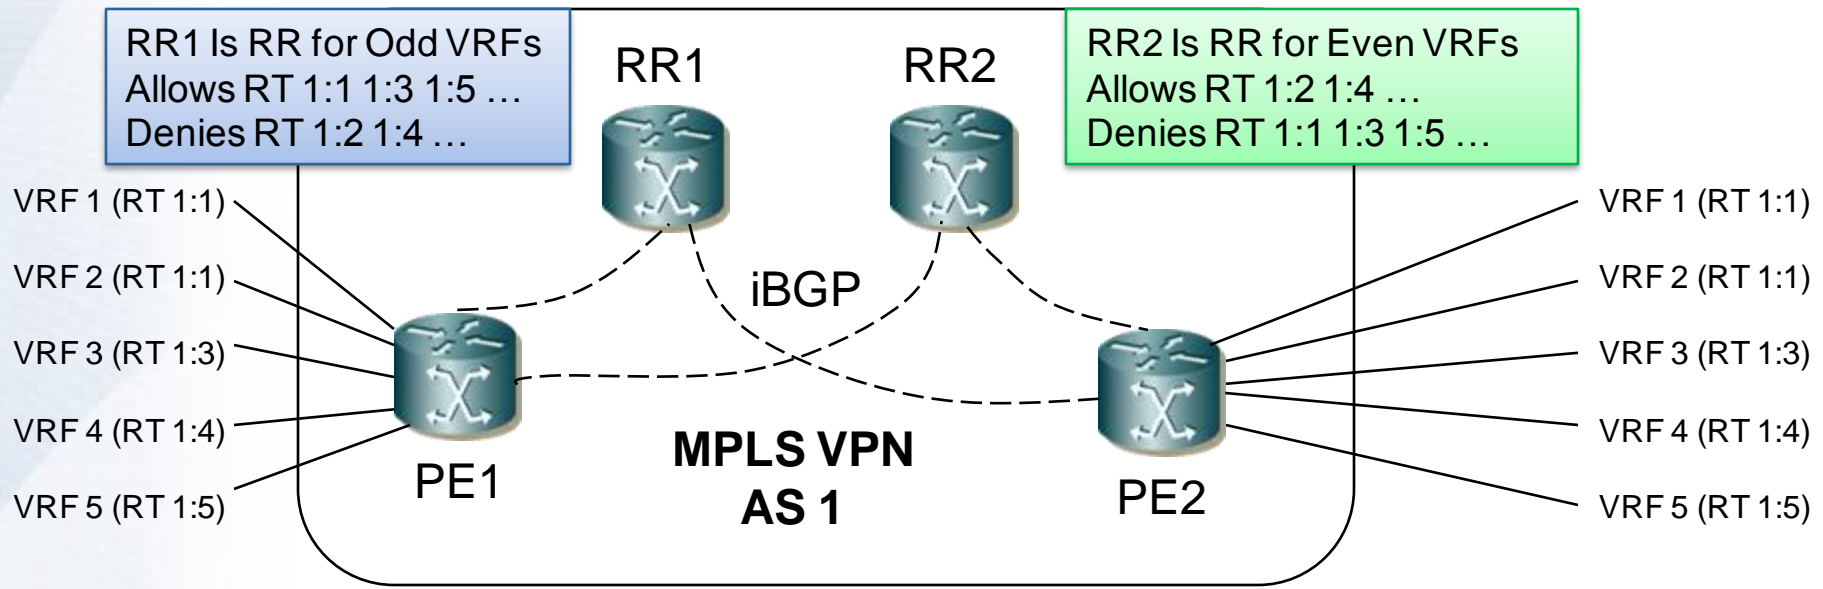 RR1 Is RR for Odd VRFs
Allows RT 1:1 1:3 1:5 …
Denies RT 1:2 1:4 …
RR1
RR2
RR2 Is RR for Even VRFs
Allows RT 1:2 1:4 …
Denies RT 1:1 1:3 1:5 …
VRF 1 (RT 1:1)
VRF 2 (RT 1:1)
VRF 3 (RT 1:3)
VRF 4 (RT 1:4)
VRF 5 (RT 1:5)
iBGP
PE1
MPLS VPN
AS 1
PE2
VRF 1 (RT 1:1)
VRF 2 (RT 1:1)
VRF 3 (RT 1:3)
VRF 4 (RT 1:4)
VRF 5 (RT 1:5)